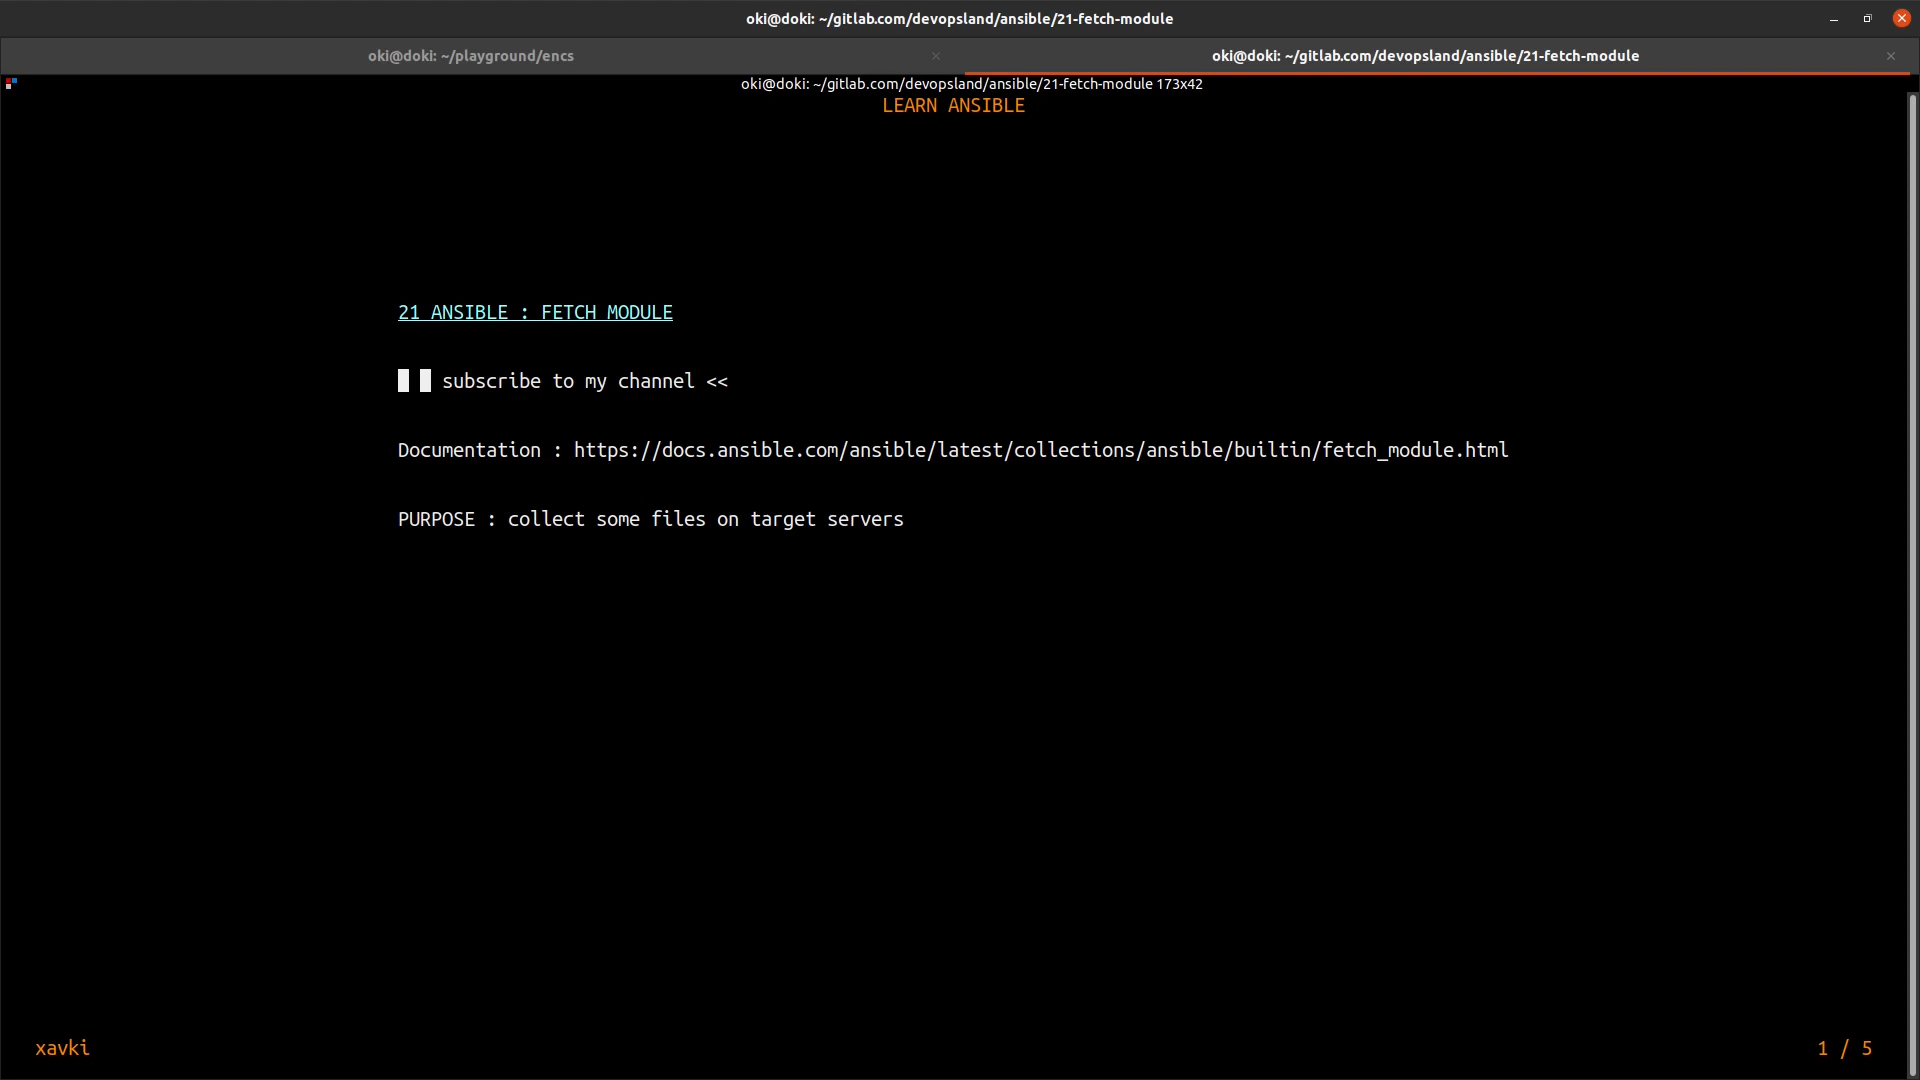 oki@doki: ~/gitlab.com/devopsland/ansible/21-fetch-module
oki@doki: ~/playground/encs
oki@doki: ~/gitlab.com/devopsland/ansible/21-fetch-module
oki@doki: ~/gitlab.com/devopsland/ansible/21-fetch-module 173x42
LEARN ANSIBLE
21 ANSIBLE : FETCH MODULE
subscribe to my channel <<
Documentation : https://docs.ansible.com/ansible/latest/collections/ansible/builtin/fetch_module.html
PURPOSE : collect some files on target servers
xavki
1 / 5